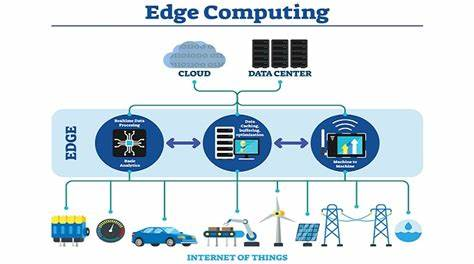 Edge Computing
CLOUD
DATA CENTER
EDGE
Realtime Data
Processing
Basic
Analytics
Data
Caching,
buffering,
optimization
Machine to
Machine
INTERNET OF THINGS